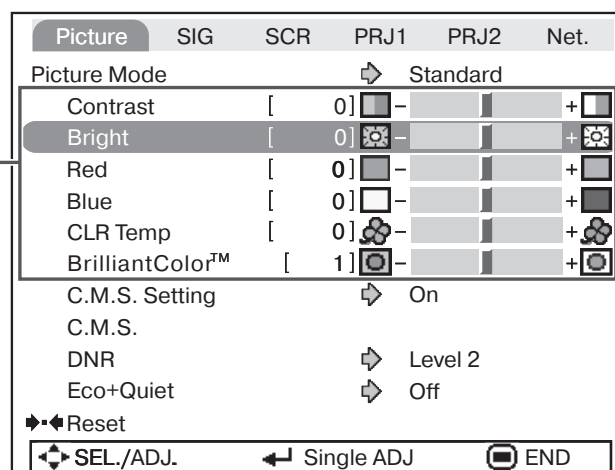 Picture SIG SCR PRJ1 PRJ2 Net.
Picture Mode Standard
Contrast [ 0] - +
Bright [ 0] - +
Red [ 0] - +
Blue [ 0] - +
CLR Temp [ 0] - +
BrilliantColor™ [ 1] - +
C.M.S. Setting On
C.M.S.
DNR Level 2
Eco+Quiet Off
Reset
SEL./ADJ. Single ADJ END